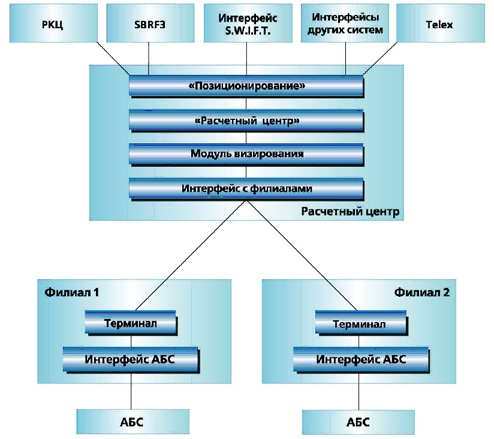 РКЦ
SBRF3
Интерфейс
S.W.I.F.T.
Интерфейсы
других систем
Telex
«Позиционирование»
«Расчетный центр»
Модуль визирования
Интерфейс с филиалами
Расчетный центр
Филиал 1
Терминал
Интерфейс АБС
АБС
Филиал 2
Терминал
Интерфейс АБС
АБС